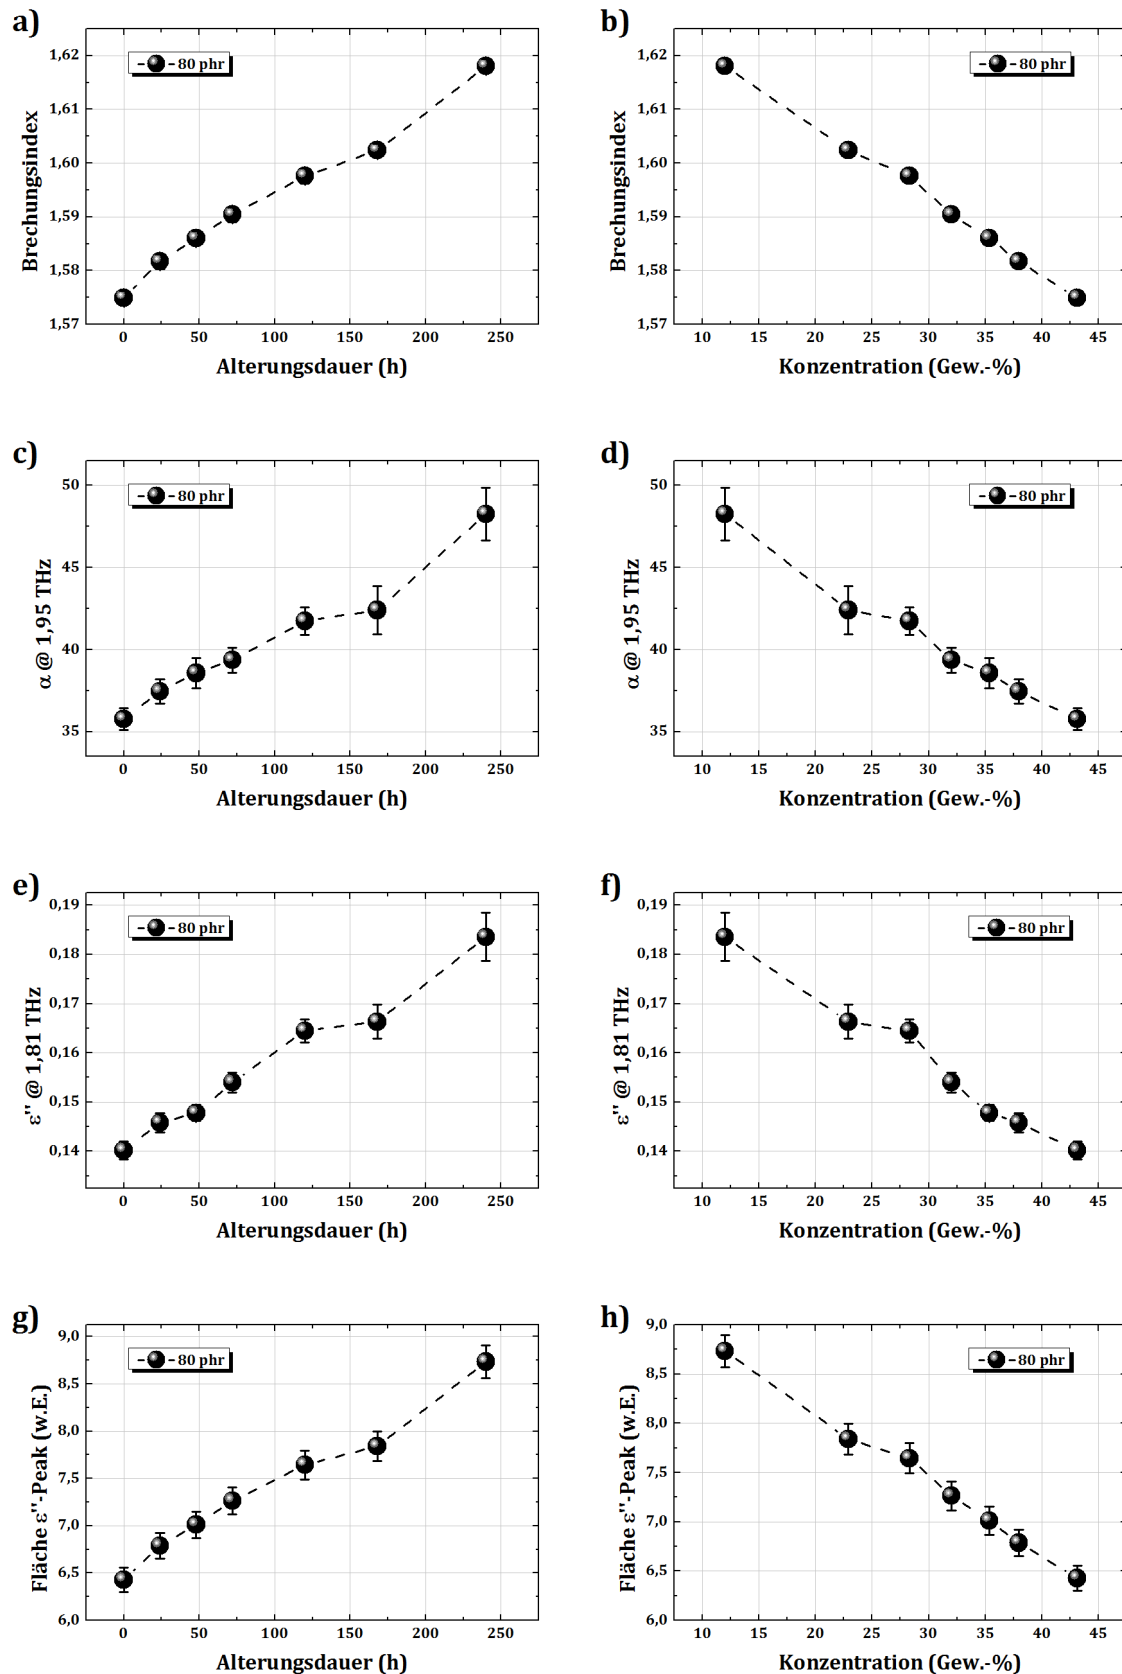 a)
1,62
1,61
1,60
1,59
1,58
1,57
Brechungsindex
80 phr
0 50 100 150 200 250
Alterungsdauer (h)
b)
1,62
1,61
1,60
1,59
1,58
1,57
Brechungsindex
80 phr
10 15 20 25 30 35 40 45
Konzentration (Gew.-%)
c)
50
45
40
35
α @ 1,95 THz
80 phr
0 50 100 150 200 250
Alterungsdauer (h)
d)
50
45
40
35
α @ 1,95 THz
80 phr
10 15 20 25 30 35 40 45
Konzentration (Gew.-%)
e)
0,19
0,18
0,17
0,16
0,15
0,14
ε'' @ 1,81 THz
80 phr
0 50 100 150 200 250
Alterungsdauer (h)
f)
0,19
0,18
0,17
0,16
0,15
0,14
ε'' @ 1,81 THz
80 phr
10 15 20 25 30 35 40 45
Konzentration (Gew.-%)
g)
9,0
8,5
8,0
7,5
7,0
6,5
6,0
Fläche ε''-Peak (w.E.)
80 phr
0 50 100 150 200 250
Alterungsdauer (h)
h)
9,0
8,5
8,0
7,5
7,0
6,5
6,0
Fläche ε''-Peak (w.E.)
80 phr
10 15 20 25 30 35 40 45
Konzentration (Gew.-%)